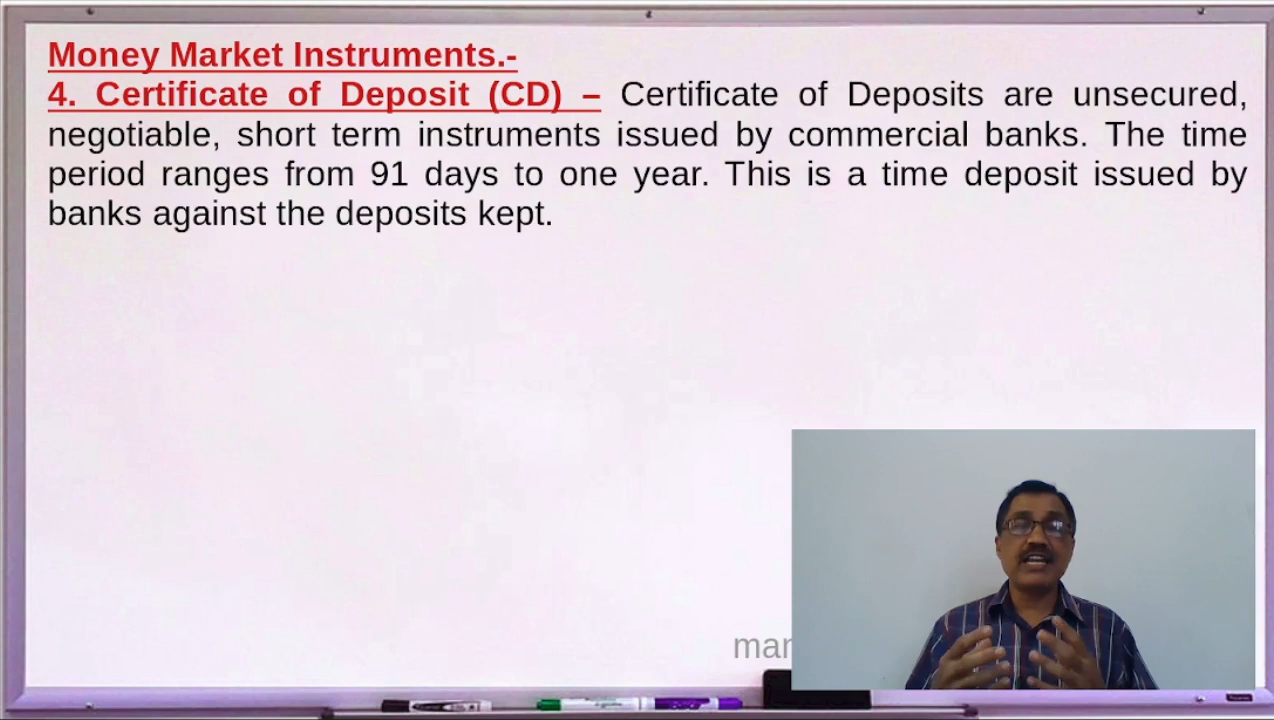 Money Market Instruments.-
4. Certificate of Deposit (CD) – Certificate of Deposits are unsecured,
negotiable, short term instruments issued by commercial banks. The time
period ranges from 91 days to one year. This is a time deposit issued by
banks against the deposits kept.